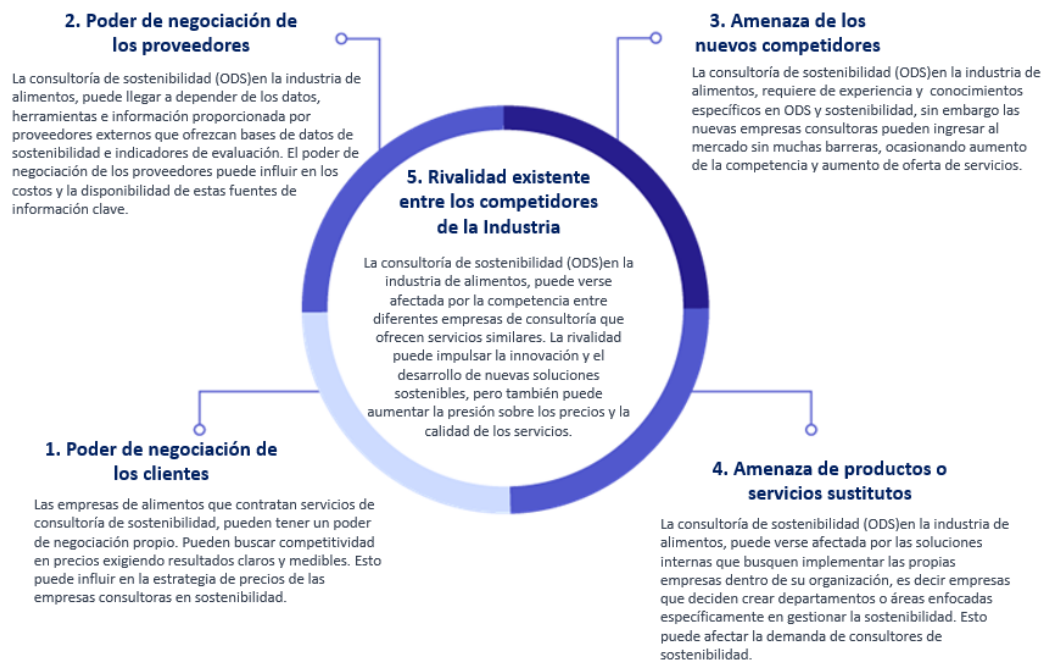 2. Poder de negociación de
los proveedores
La consultoría de sostenibilidad (ODS)en la industria de
alimentos, puede llegar a depender de los datos,
herramientas e información proporcionada por
proveedores externos que ofrezcan bases de datos de
sostenibilidad e indicadores de evaluación. El poder de
negociación de los proveedores puede influir en los
costos y la disponibilidad de estas fuentes de
información clave.
3. Amenaza de los
nuevos competidores
La consultoría de sostenibilidad (ODS)en la industria de
alimentos, requiere de experiencia y conocimientos
específicos en ODS y sostenibilidad, sin embargo las
nuevas empresas consultoras pueden ingresar al
mercado sin muchas barreras, ocasionando aumento
de la competencia y aumento de oferta de servicios.
5. Rivalidad existente
entre los competidores
de la Industria
La consultoría de sostenibilidad (ODS)en la
industria de alimentos, puede verse
afectada por la competencia entre
diferentes empresas de consultoría que
ofrecen servicios similares. La rivalidad
puede impulsar la innovación y el
desarrollo de nuevas soluciones
sostenibles, pero también puede
aumentar la presión sobre los precios y la
calidad de los servicios.
1. Poder de negociación de
los clientes
Las empresas de alimentos que contratan servicios de
consultoría de sostenibilidad, pueden tener un poder
de negociación propio. Pueden buscar competitividad
en precios exigiendo resultados claros y medibles. Esto
puede influir en la estrategia de precios de las
empresas consultoras en sostenibilidad.
4. Amenaza de productos o
servicios sustitutos
La consultoría de sostenibilidad (ODS)en la industria de
alimentos, puede verse afectada por las soluciones
internas que busquen implementar las propias
empresas dentro de su organización, es decir empresas
que deciden crear departamentos o áreas enfocadas
específicamente en gestionar la sostenibilidad. Esto
puede afectar la demanda de consultores de
sostenibilidad.